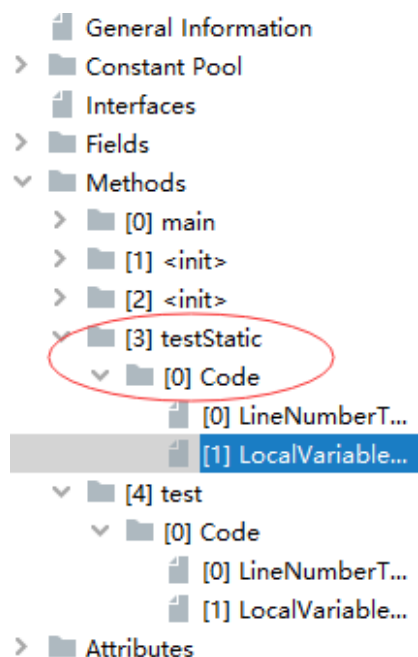 General Information
Constant Pool
Interfaces
Fields
Methods
[0] main
[1] <init>
[2] <init>
[3] testStatic
[0] Code
[0] LineNumberT...
[1] LocalVariable...
[4] test
[0] Code
[0] LineNumberT...
[1] LocalVariable...
Attributes